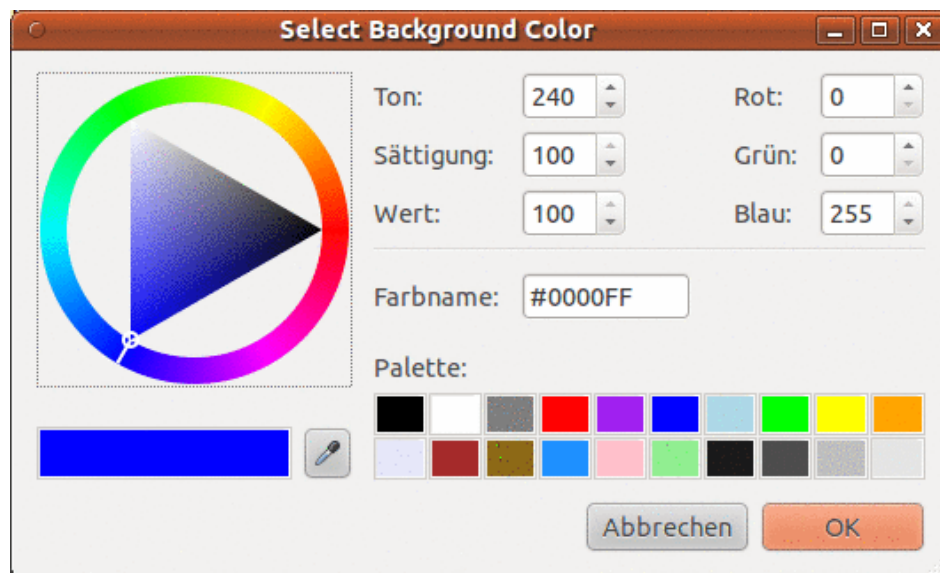 Select Background Color
Ton: 240 Rot: 0
Sättigung: 100 Grün: 0
Wert: 100 Blau: 255
Farbname: #0000FF
Palette:
Abbrechen OK